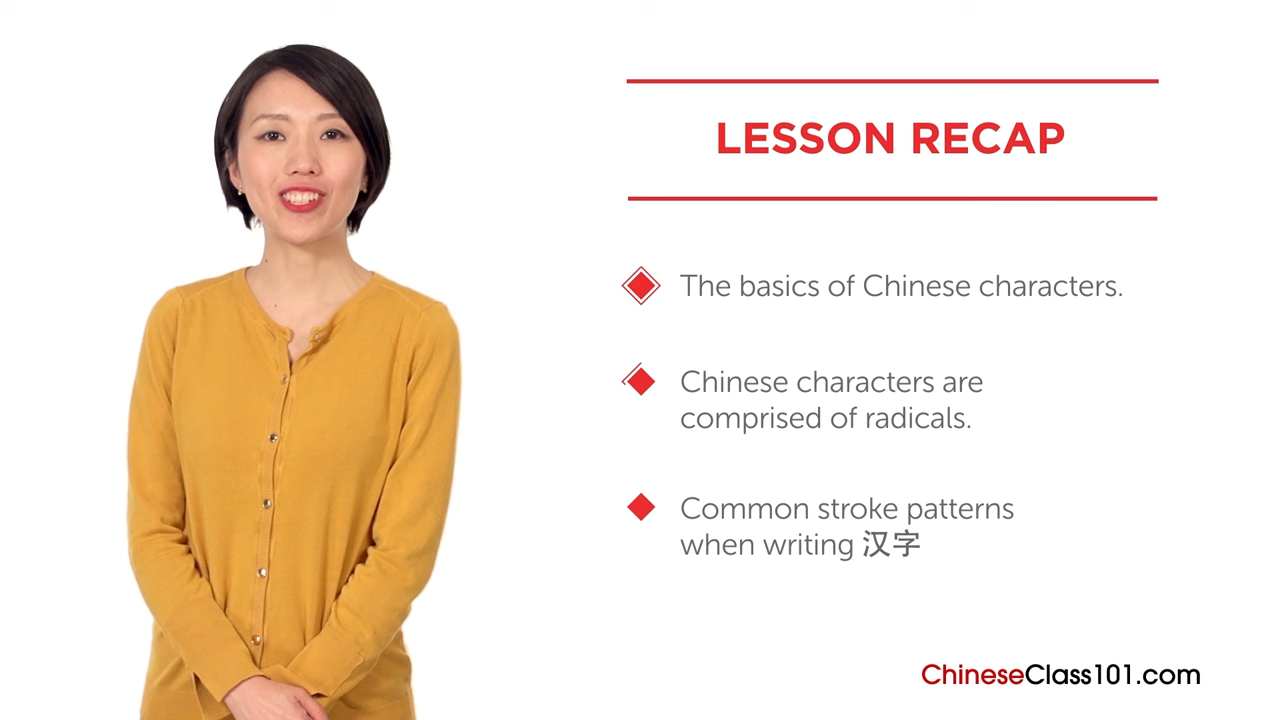 LESSON RECAP
The basics of Chinese characters.
Chinese characters are
comprised of radicals.
Common stroke patterns
when writing 汉字
ChineseClass101.com